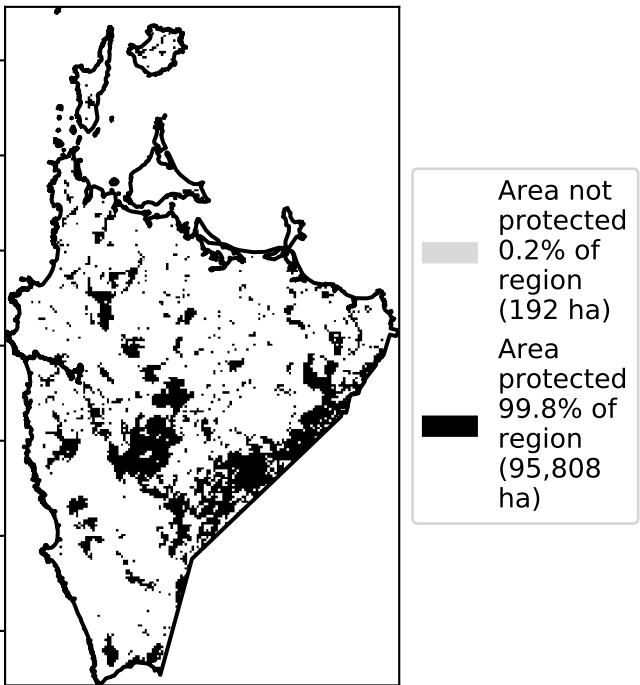 Area not
protected
0.2% of
region
(192 ha)
Area
protected
99.8% of
region
(95,808
ha)